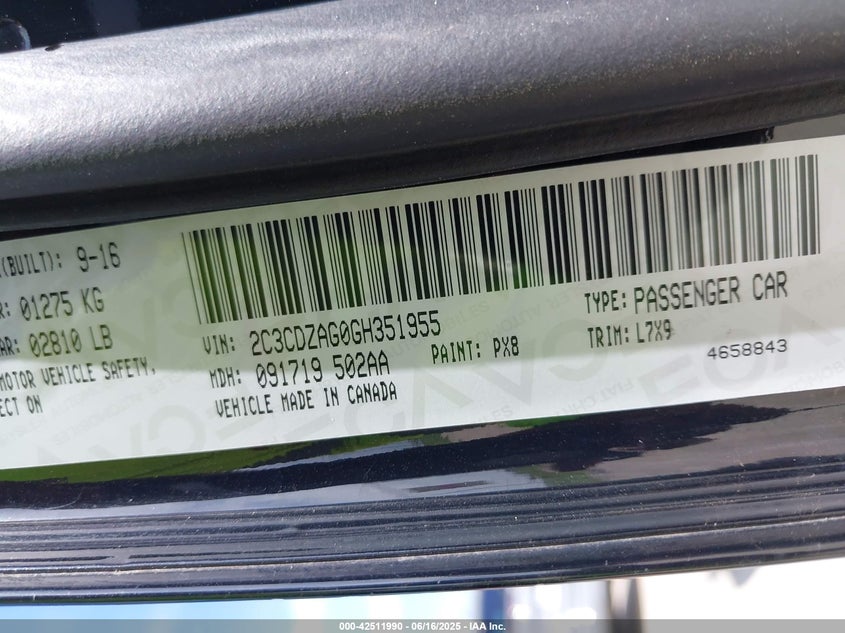 (BUILT): 9-16
R: 01275 KG
AR: 02810 LB
MOTOR VEHICLE SAFETY,
ECT ON
VIN: 2C3CDZAG0GH351955
TYPE: PASSENGER CAR
MDH: 091719 502AA
PAINT: PX8
TRIM: L7X9
VEHICLE MADE IN CANADA
4658843
000-42511990 - 06/16/2025 - IAA, Inc.